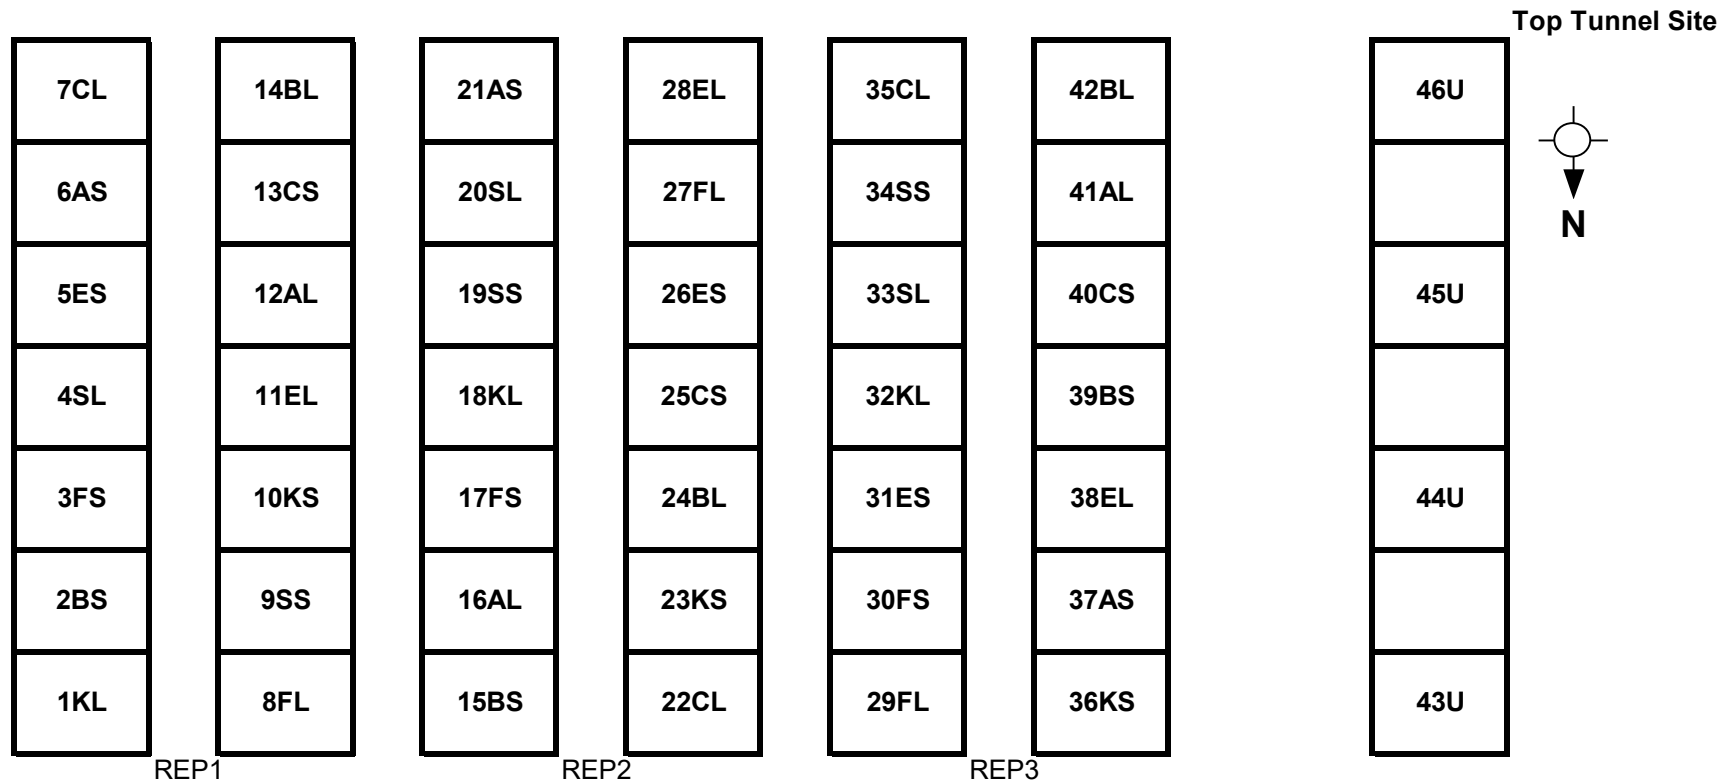 Top Tunnel Site
7CL 14BL 21AS 28EL 35CL 42BL 46U
6AS 13CS 20SL 27FL 34SS 41AL
N
5ES 12AL 19SS 26ES 33SL 40CS 45U
4SL 11EL 18KL 25CS 32KL 39BS
3FS 10KS 17FS 24BL 31ES 38EL 44U
2BS 9SS 16AL 23KS 30FS 37AS
1KL 8FL 15BS 22CL 29FL 36KS 43U
REP1 REP2 REP3